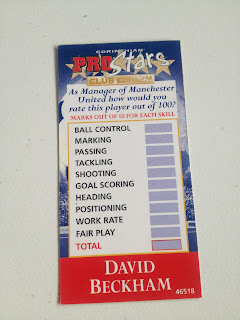 CORINTHIAN
PRO Stars
CLUB
As Manager of Manchester
United how would you
rate this player out of 100?
MARKS OUT OF 10 FOR EACH SKILL
BALL CONTROL
MARKING
PASSING
TACKLING
SHOOTING
GOAL SCORING
HEADING
POSITIONING
WORK RATE
FAIR PLAY
TOTAL
DAVID
BECKHAM
46518